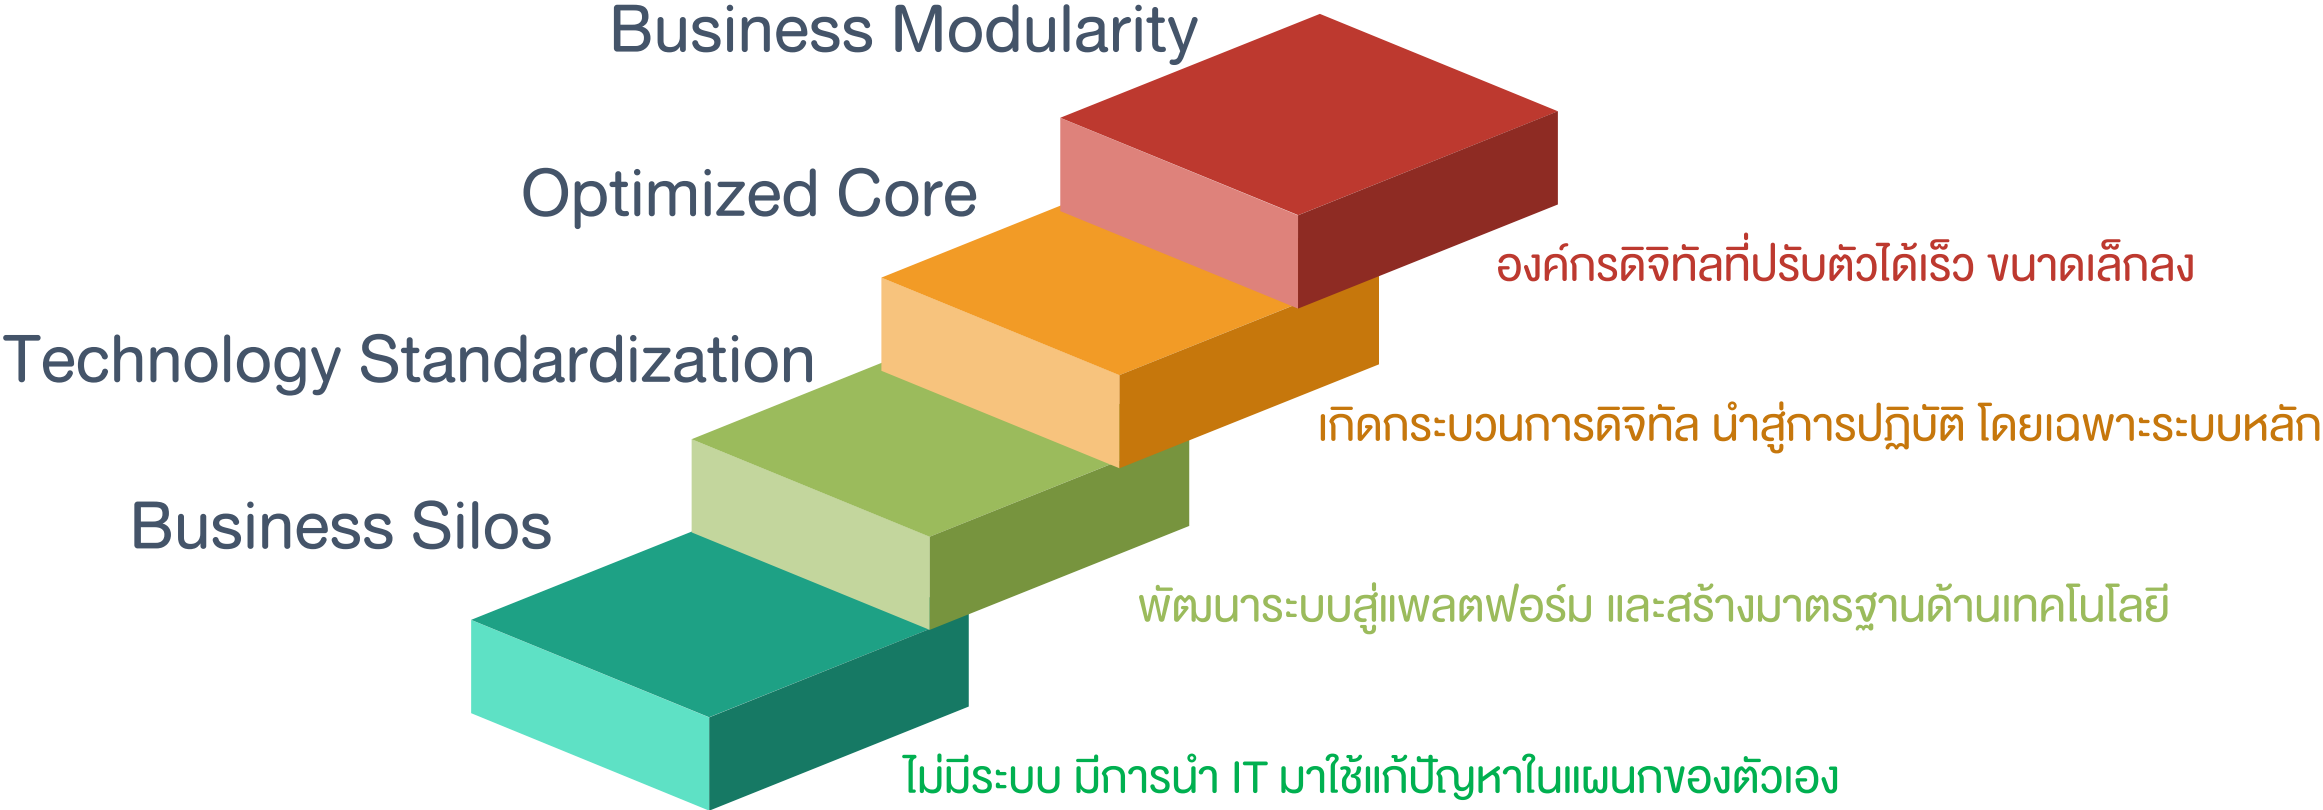 Business Modularity
องค์กรดิจิทัลที่ปรับตัวได้เร็ว ขนาดเล็กลง
Optimized Core
เกิดกระบวนการดิจิทัล นำสู่การปฏิบัติ โดยเฉพาะระบบหลัก
Technology Standardization
พัฒนาระบบสู่แพลตฟอร์ม และสร้างมาตรฐานด้านเทคโนโลยี
Business Silos
ไม่มีระบบ มีการนำ IT มาใช้แก้ปัญหาในแผนกของตัวเอง